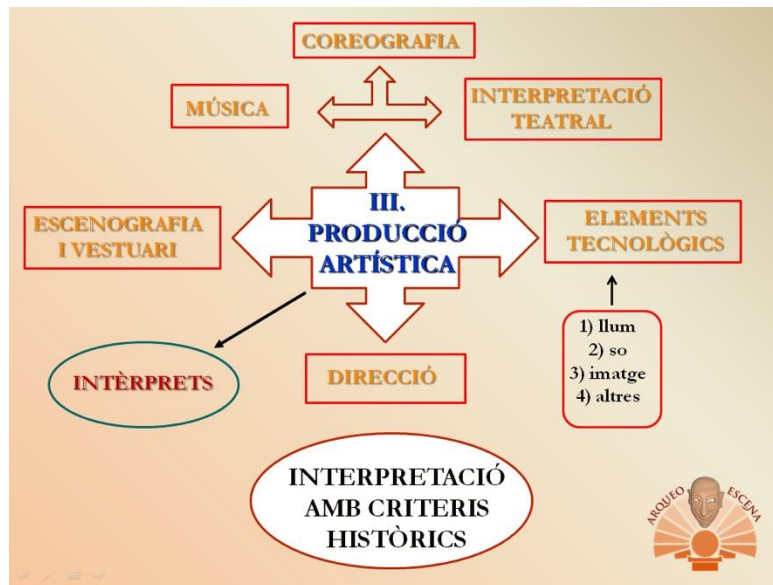 COREOGRAFIA
MÚSICA
INTERPRETACIÓ
TEATRAL
III.
PRODUCCIÓ
ARTÍSTICA
ESCENOGRAFIA
I VESTUARI
ELEMENTS
TECNOLÒGICS
1) llum
2) so
3) imatge
4) altres
INTÈRPRETS
DIRECCIÓ
INTERPRETACIÓ
AMB CRITERIS
HISTÒRICS
ARQUEO ESCENA